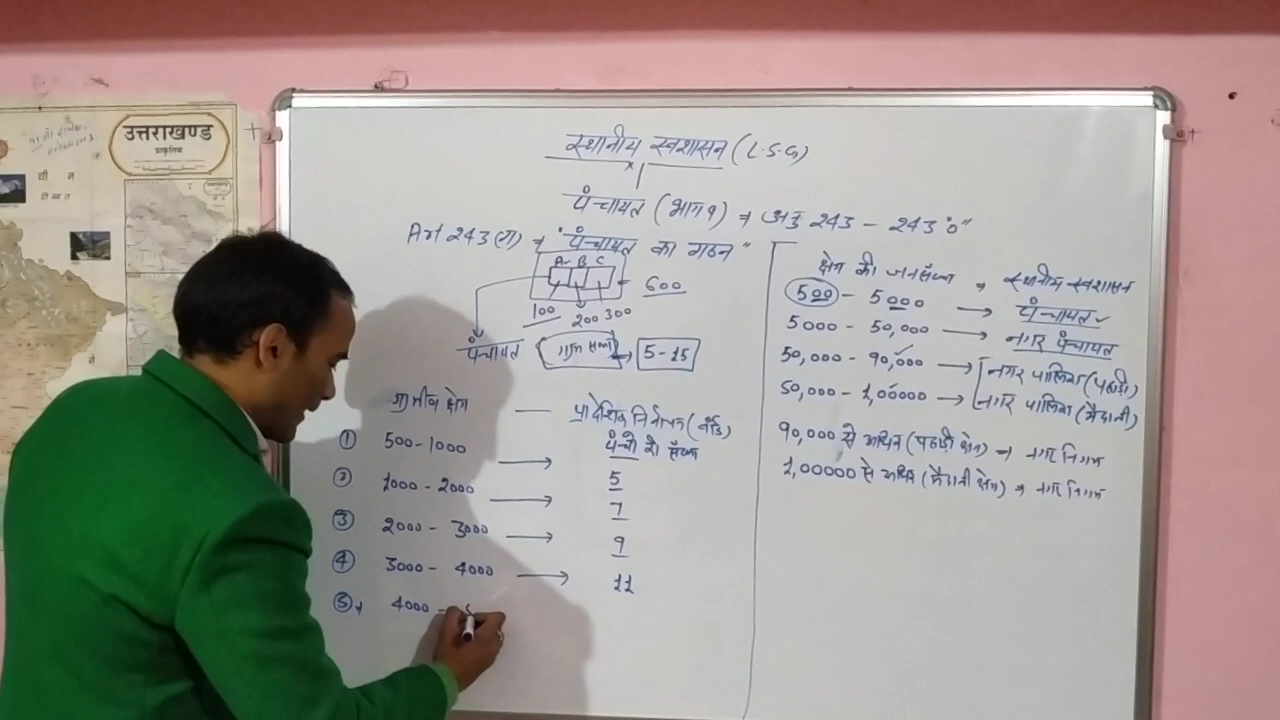 उत्तराखण्ड
प्राकृतिक
ची न
ति ब्ब त
ने
स्थानीय स्वशासन (L.S.G)
पंचायत (भाग 9) → अनु 243 - 243 "0"
Art 243 (ग) → "पंचायत का गठन"
A B C
600
100 200 300
पंचायत ग्राम सभा → 5-15
ग्रामीण क्षेत्र — प्रादेशिक निर्वाचन (वार्ड)
पंचों की संख्या
① 500-1000 → 5
② 1000-2000 → 7
③ 2000-3000 → 9
④ 3000-4000 → 11
⑤ 4000 -
क्षेत्र की जनसंख्या → स्थानीय स्वशासन
500 - 5000 → पंचायत ✓
5000 - 50,000 → नगर पंचायत
50,000 - 90,000 → नगर पालिका (पहाड़ी)
50,000 - 1,00000 → नगर पालिका (मैदानी)
90,000 से अधिक (पहाड़ी क्षेत्र) → नगर निगम
1,00000 से अधिक (मैदानी क्षेत्र) → नगर निगम